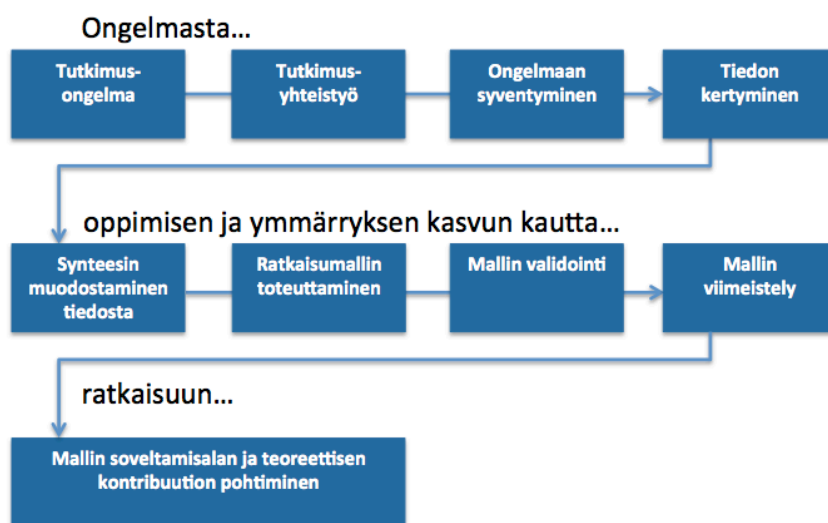 Ongelmasta...
Tutkimus-
ongelma
Tutkimus-
yhteistyö
Ongelmaan
syventyminen
Tiedon
kertyminen
oppimisen ja ymmärryksen kasvun kautta...
Synteesin
muodostaminen
tiedosta
Ratkaisumallin
toteuttaminen
Mallin validointi
Mallin
viimeistely
ratkaisuun...
Mallin soveltamisalan ja teoreettisen
kontribuution pohtiminen